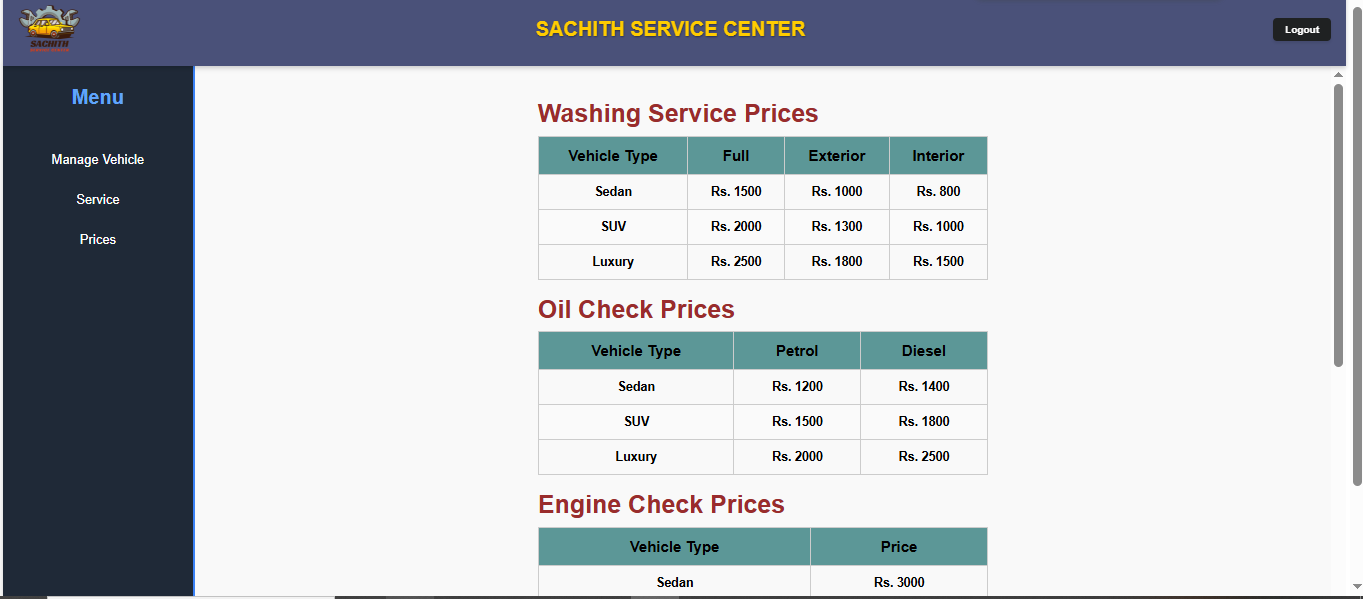 SACHITH
SACHITH SERVICE CENTER
Logout
Menu
Manage Vehicle
Service
Prices
Washing Service Prices
Vehicle Type Full Exterior Interior
Sedan Rs. 1500 Rs. 1000 Rs. 800
SUV Rs. 2000 Rs. 1300 Rs. 1000
Luxury Rs. 2500 Rs. 1800 Rs. 1500
Oil Check Prices
Vehicle Type Petrol Diesel
Sedan Rs. 1200 Rs. 1400
SUV Rs. 1500 Rs. 1800
Luxury Rs. 2000 Rs. 2500
Engine Check Prices
Vehicle Type Price
Sedan Rs. 3000